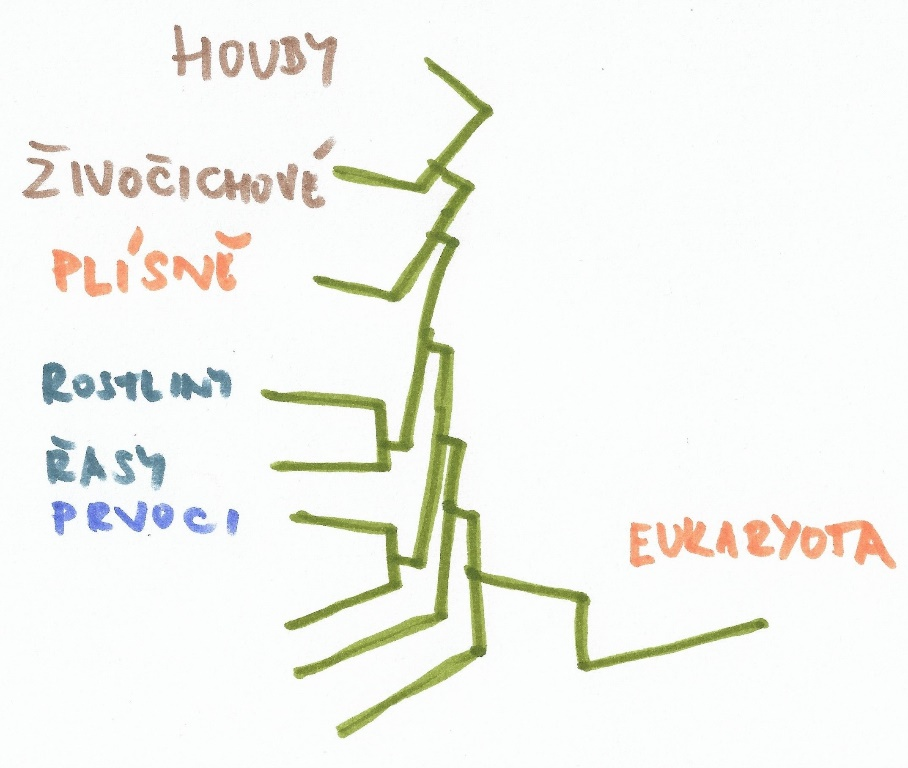 HOUBY
ŽIVOČICHOVÉ
PLÍSNĚ
ROSTLINY
ŘASY
PRVOCI
EUKARYOTA